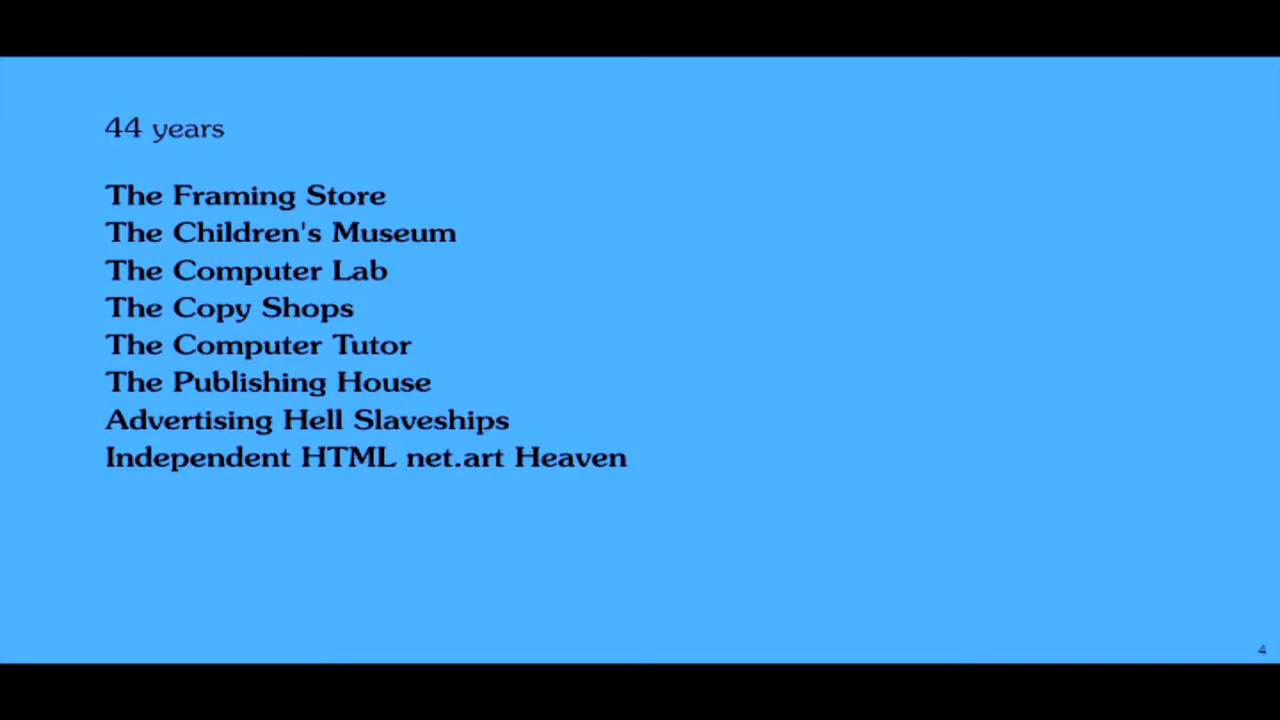 44 years
The Framing Store
The Children's Museum
The Computer Lab
The Copy Shops
The Computer Tutor
The Publishing House
Advertising Hell Slaveships
Independent HTML net.art Heaven
4